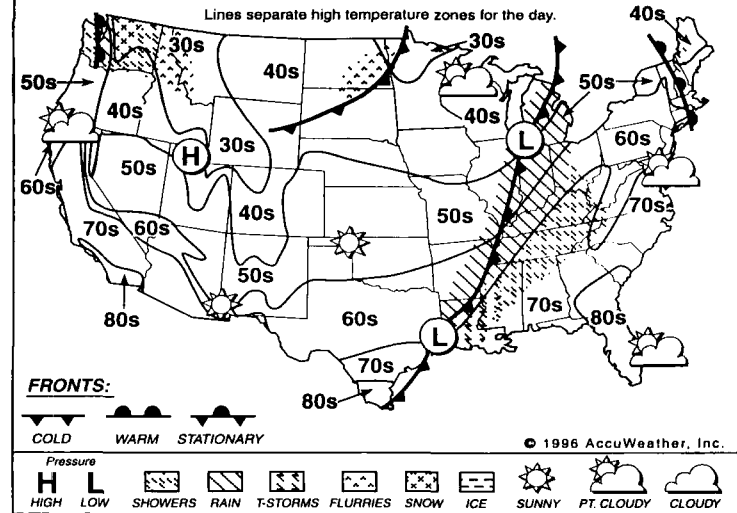 Lines separate high temperature zones for the day.
40s
30s
30s
40s
50s
50s
40s
40s
60s
H
30s
L
50s
60s
40s
50s
70s
70s
60s
50s
80s
60s
70s
80s
L
70s
80s
FRONTS:
COLD WARM STATIONARY
© 1996 AccuWeather, Inc.
Pressure
H L
HIGH LOW SHOWERS RAIN T-STORMS FLURRIES SNOW ICE SUNNY PT. CLOUDY CLOUDY